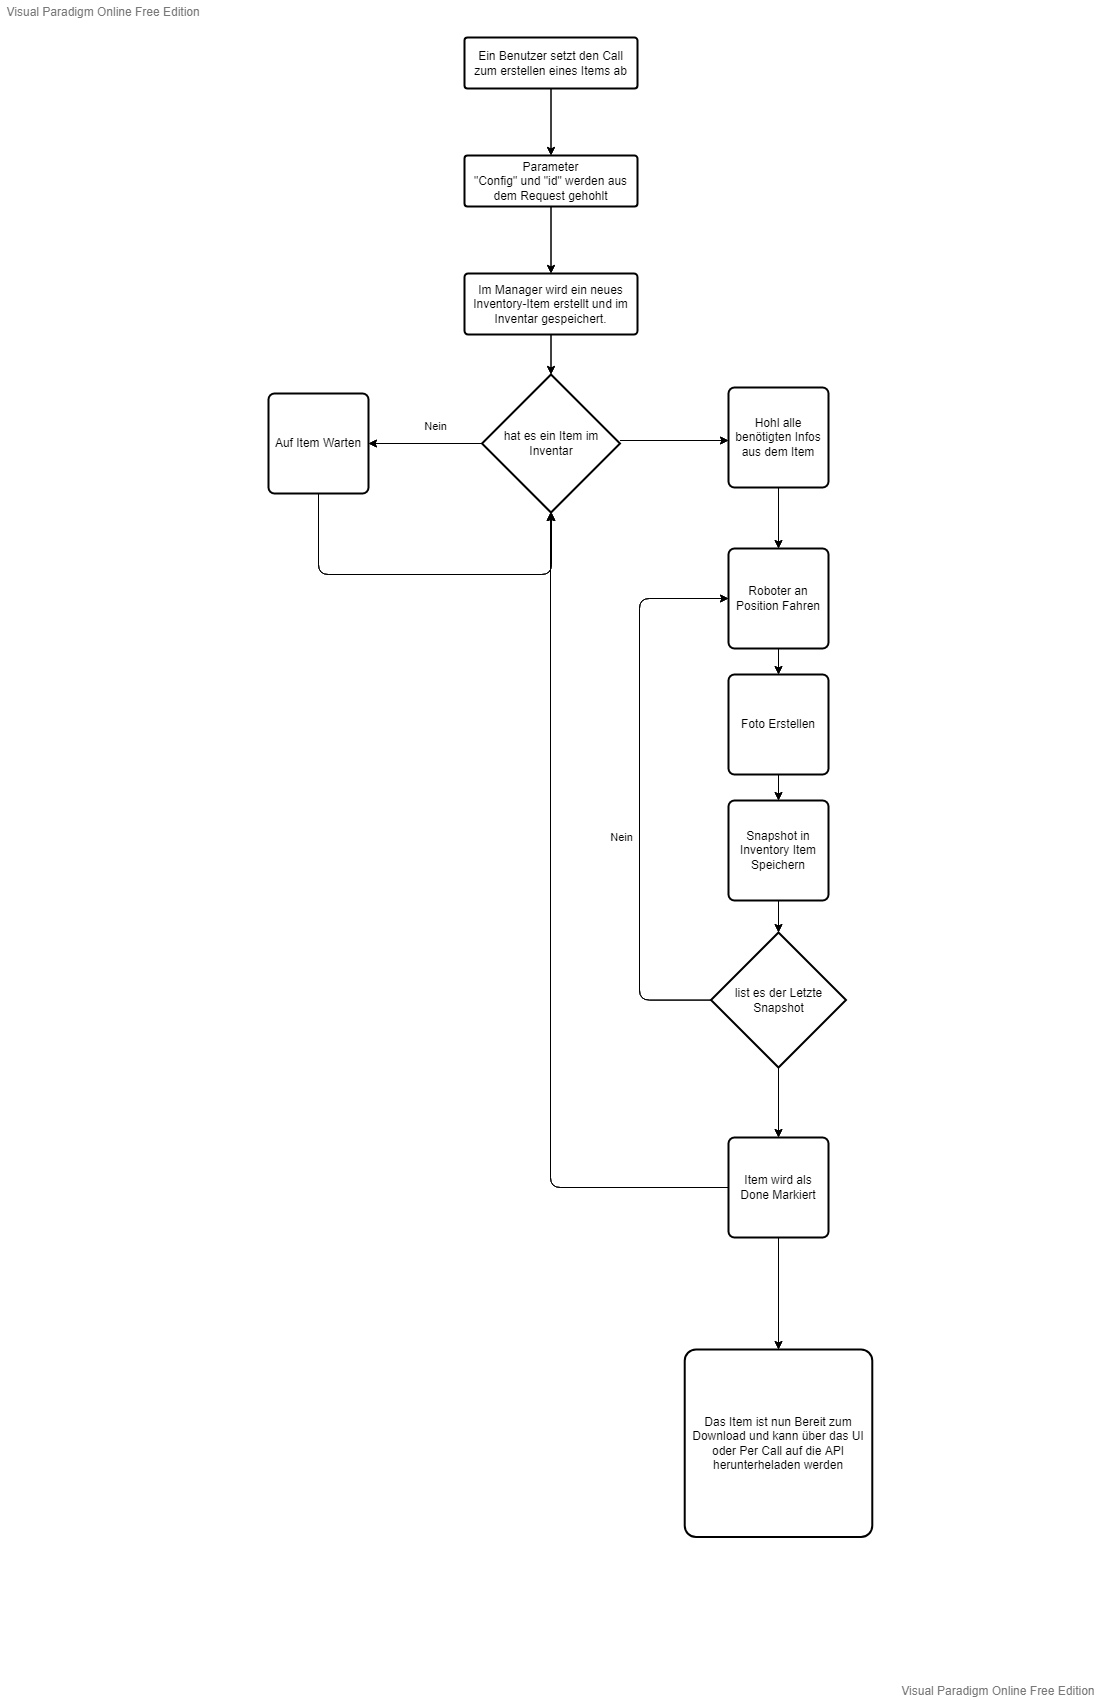 Visual Paradigm Online Free Edition
Ein Benutzer setzt den Call
zum erstellen eines Items ab
Parameter
"Config" und "id" werden aus
dem Request gehohlt
Im Manager wird ein neues
Inventory-Item erstellt und im
Inventar gespeichert.
Auf Item Warten
Nein
hat es ein Item im
Inventar
Hohl alle
benötigten Infos
aus dem Item
Roboter an
Position Fahren
Foto Erstellen
Nein
Snapshot in
Inventory Item
Speichern
list es der Letzte
Snapshot
Item wird als
Done Markiert
Das Item ist nun Bereit zum
Download und kann über das UI
oder Per Call auf die API
herunterheladen werden
Visual Paradigm Online Free Edition